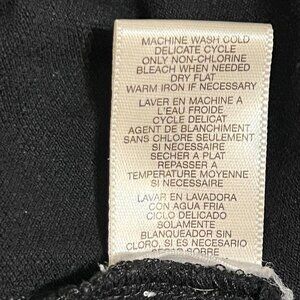 MACHINE WASH COLD
DELICATE CYCLE
ONLY NON-CHLORINE
BLEACH WHEN NEEDED
DRY FLAT
WARM IRON IF NECESSARY
LAVER EN MACHINE A
L'EAU FROIDE
CYCLE DELICAT
AGENT DE BLANCHIMENT
SANS CHLORE SEULEMENT
SI NECESSAIRE
SECHER A PLAT
REPASSER A
TEMPERATURE MOYENNE
SI NECESSAIRE
LAVAR EN LAVADORA
CON AGUA FRIA
CICLO DELICADO
SOLAMENTE
BLANQUEADOR SIN
CLORO, SI ES NECESARIO
SOBRE